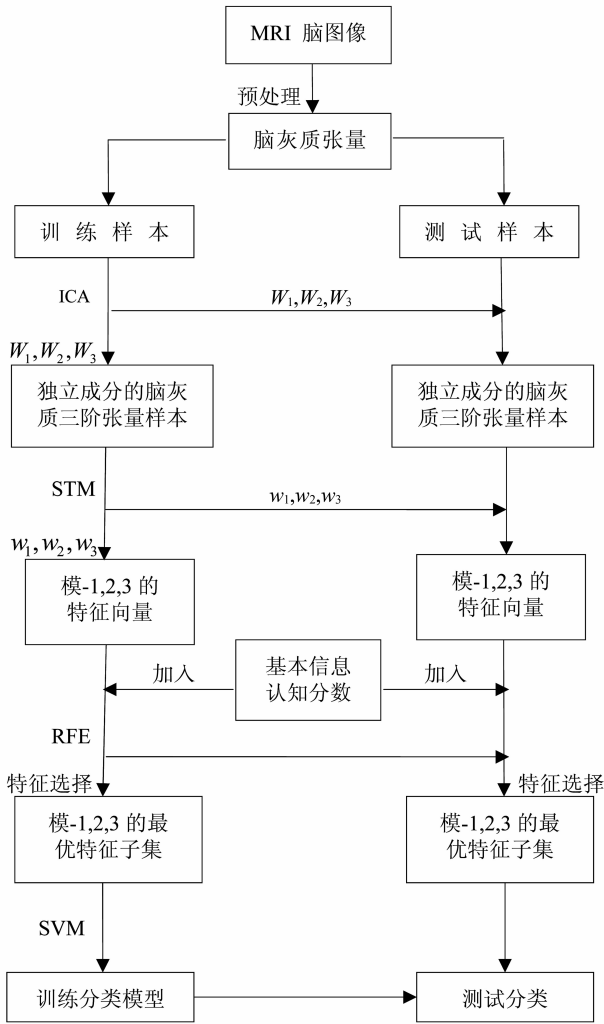 MRI 脑图像
预处理
脑灰质张量
训 练 样 本
测 试 样 本
ICA
W1,W2,W3
W1,W2,W3
独立成分的脑灰
质三阶张量样本
独立成分的脑灰
质三阶张量样本
STM
w1,w2,w3
w1,w2,w3
模-1,2,3 的
特征向量
模-1,2,3 的
特征向量
加入
基本信息
认知分数
加入
RFE
特征选择
特征选择
模-1,2,3 的最
优特征子集
模-1,2,3 的最
优特征子集
SVM
训练分类模型
测试分类